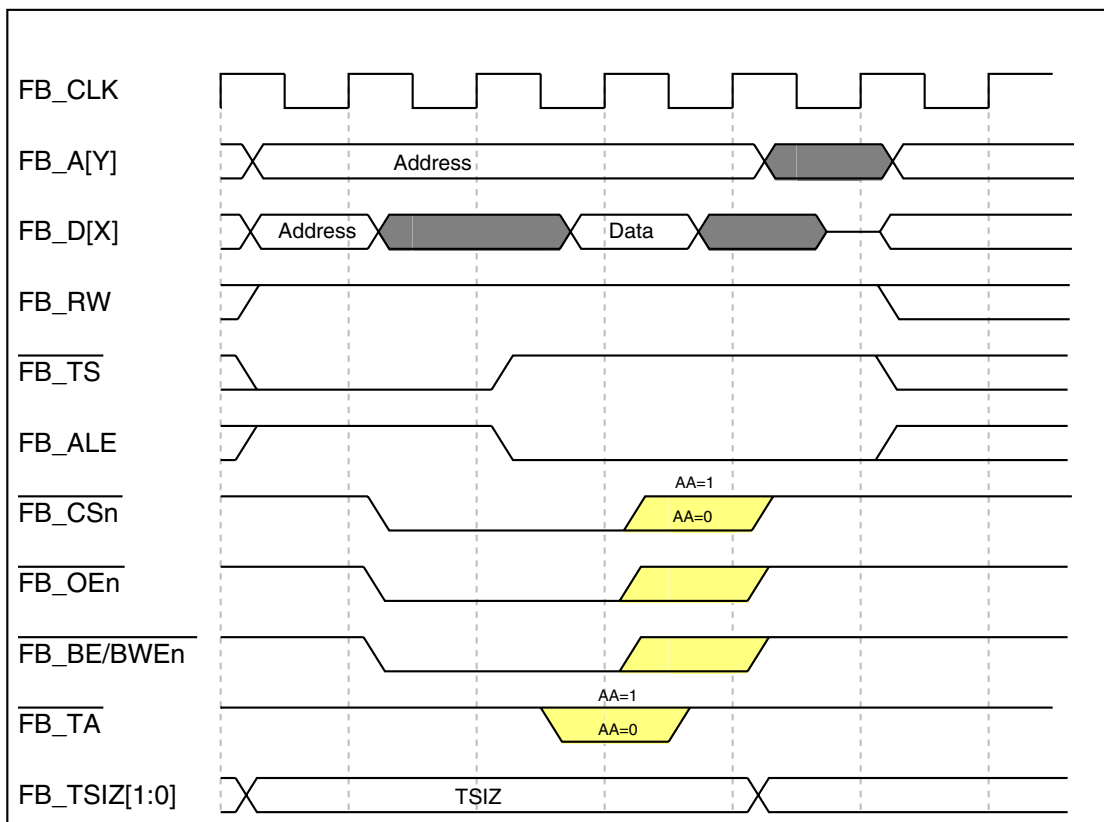 FB_CLK
FB_A[Y]
Address
FB_D[X]
Address
Data
FB_RW
FB_TS
FB_ALE
FB_CSn
AA=1
AA=0
FB_OEn
FB_BE/BWEn
FB_TA
AA=1
AA=0
FB_TSIZ[1:0]
TSIZ